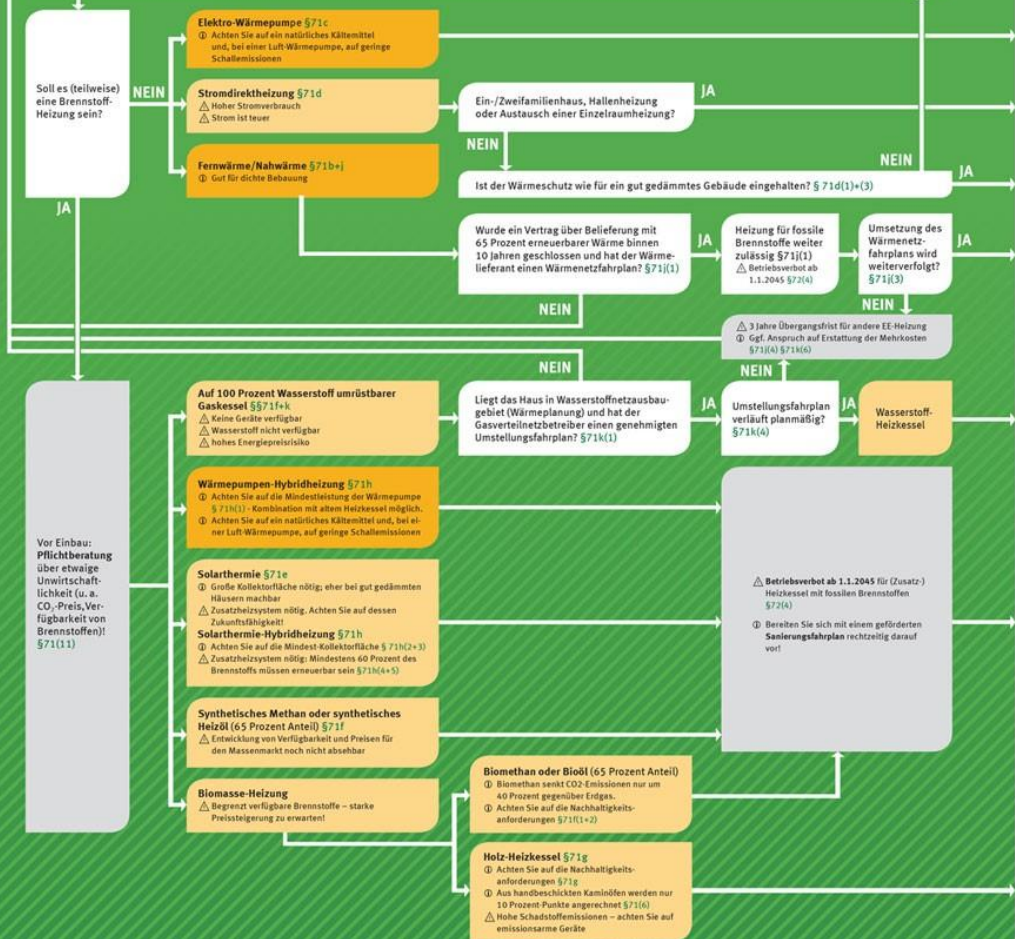 Soll es (teilweise)
eine Brennstoff-
Heizung sein?
NEIN
JA
Elektro-Wärmepumpe §71c
Achten Sie auf ein natürliches Kältemittel
und, bei einer Luft-Wärmepumpe, auf geringe
Schallemissionen
Stromdirektheizung §71d
Hoher Stromverbrauch
Strom ist teuer
Fernwärme/Nahwärme §71b+j
Gut für dichte Bebauung
Ein-/Zweifamilienhaus, Hallenheizung
oder Austausch einer Einzelraumheizung?
JA
NEIN
NEIN
Ist der Wärmeschutz wie für ein gut gedämmtes Gebäude eingehalten? § 71d(1)+(3)
JA
Wurde ein Vertrag über Belieferung mit
65 Prozent erneuerbarer Wärme binnen
10 Jahren geschlossen und hat der Wärme-
lieferant einen Wärmenetzfahrplan? §71j(1)
JA
NEIN
Heizung für fossile
Brennstoffe weiter
zulässig §71j(1)
Betriebsverbot ab
1.1.2045 §72(4)
Umsetzung des
Wärmenetz-
fahrplans wird
weiterverfolgt?
§71j(3)
JA
NEIN
3 Jahre Übergangsfrist für andere EE-Heizung
Ggf. Anspruch auf Erstattung der Mehrkosten
§71j(4) §71k(6)
NEIN
NEIN
Vor Einbau:
Pflichtberatung
über etwaige
Unwirtschaft-
lichkeit (u. a.
CO₂-Preis,Ver-
fügbarkeit von
Brennstoffen)!
§71(11)
Auf 100 Prozent Wasserstoff umrüstbarer
Gaskessel §§71f+k
Keine Geräte verfügbar
Wasserstoff nicht verfügbar
hohes Energiepreisrisiko
Liegt das Haus in Wasserstoffnetzausbau-
gebiet (Wärmeplanung) und hat der
Gasverteilnetzbetreiber einen genehmigten
Umstellungsfahrplan? §71k(1)
JA
Umstellungsfahrplan
verläuft planmäßig?
§71k(4)
JA
Wasserstoff-
Heizkessel
Wärmepumpen-Hybridheizung §71h
Achten Sie auf die Mindestleistung der Wärmepumpe
§ 71h(1) - Kombination mit altem Heizkessel möglich.
Achten Sie auf ein natürliches Kältemittel und, bei ei-
ner Luft-Wärmepumpe, auf geringe Schallemissionen
Solarthermie §71e
Große Kollektorfläche nötig; eher bei gut gedämmten
Häusern machbar
Zusatzheizsystem nötig. Achten Sie auf dessen
Zukunftsfähigkeit!
Solarthermie-Hybridheizung §71h
Achten Sie auf die Mindest-Kollektorfläche § 71h(2+3)
Zusatzheizsystem nötig: Mindestens 60 Prozent des
Brennstoffs müssen erneuerbar sein §71h(4+5)
Betriebsverbot ab 1.1.2045 für (Zusatz-)
Heizkessel mit fossilen Brennstoffen
§72(4)
Bereiten Sie sich mit einem geförderten
Sanierungsfahrplan rechtzeitig darauf
vor!
Synthetisches Methan oder synthetisches
Heizöl (65 Prozent Anteil) §71f
Entwicklung von Verfügbarkeit und Preisen für
den Massenmarkt noch nicht absehbar
Biomasse-Heizung
Begrenzt verfügbare Brennstoffe – starke
Preissteigerung zu erwarten!
Biomethan oder Bioöl (65 Prozent Anteil)
Biomethan senkt CO2-Emissionen nur um
40 Prozent gegenüber Erdgas.
Achten Sie auf die Nachhaltigkeits-
anforderungen §71f(1+2)
Holz-Heizkessel §71g
Achten Sie auf die Nachhaltigkeits-
anforderungen §71g
Aus handbeschickten Kaminöfen werden nur
10 Prozent-Punkte angerechnet §71(6)
Hohe Schadstoffemissionen – achten Sie auf
emissionsarme Geräte